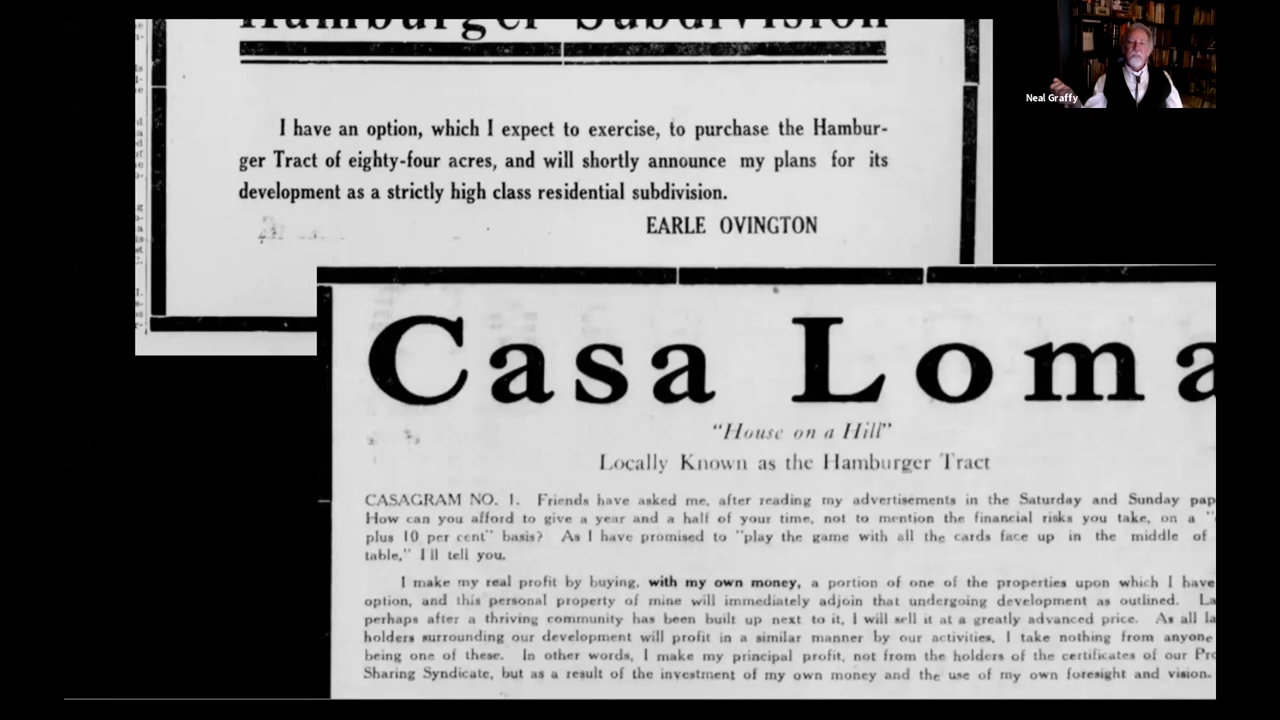 Hamburger Subdivision
I have an option, which I expect to exercise, to purchase the Hambur-
ger Tract of eighty-four acres, and will shortly announce my plans for its
development as a strictly high class residential subdivision.
EARLE OVINGTON
Neal Graffy
Casa Loma
"House on a Hill"
Locally Known as the Hamburger Tract
CASAGRAM NO. 1. Friends have asked me, after reading my advertisements in the Saturday and Sunday pap
How can you afford to give a year and a half of your time, not to mention the financial risks you take, on a "
plus 10 per cent" basis? As I have promised to "play the game with all the cards face up in the middle of
table," I'll tell you.
I make my real profit by buying, with my own money, a portion of one of the properties upon which I have
option, and this personal property of mine will immediately adjoin that undergoing development as outlined. La
perhaps after a thriving community has been built up next to it, I will sell it at a greatly advanced price. As all la
holders surrounding our development will profit in a similar manner by our activities, I take nothing from anyone
being one of these. In other words, I make my principal profit, not from the holders of the certificates of our Pro
Sharing Syndicate, but as a result of the investment of my own money and the use of my own foresight and vision.